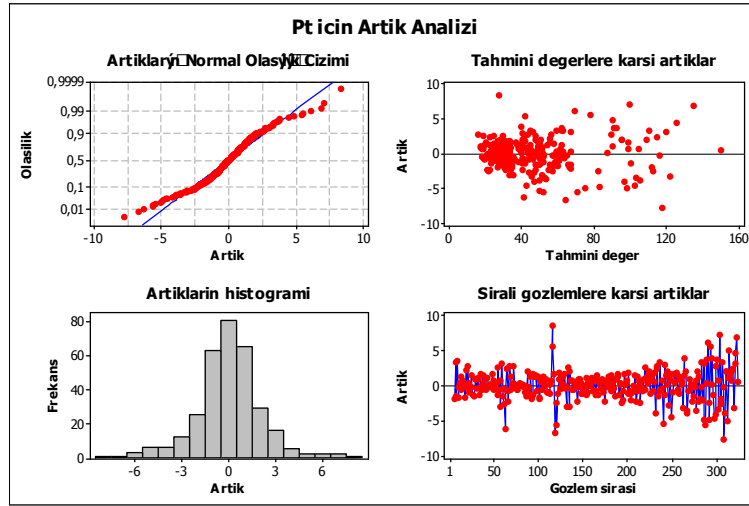 Pt icin Artik Analizi
Normal Cizimi
0,9999
0,99
0,9
0,5
0,1
0,01
Olasilik
-10 -5 0 5 10
Artik
Tahmini degerlere karsi artiklar
10
5
0
-5
-10
Artik
0 40 80 120 160
Tahmini deger
Artiklarin histogrami
80
60
40
20
0
Frekans
-6 -3 0 3 6
Artik
Sirali gozlemlere karsi artiklar
10
5
0
-5
-10
Artik
1 50 100 150 200 250 300
Gozlem sirasi